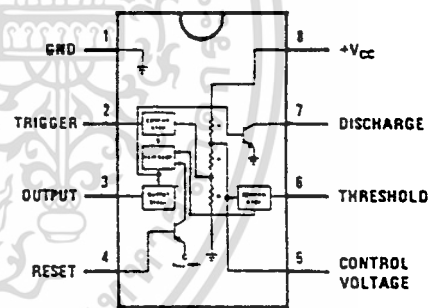 GND 1
8 +Vcc
TRIGGER 2
7 DISCHARGE
OUTPUT 3
6 THRESHOLD
RESET 4
5 CONTROL
VOLTAGE